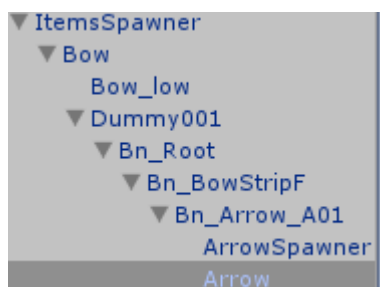 ItemsSpawner
Bow
Bow_low
Dummy001
Bn_Root
Bn_BowStripF
Bn_Arrow_A01
ArrowSpawner
Arrow